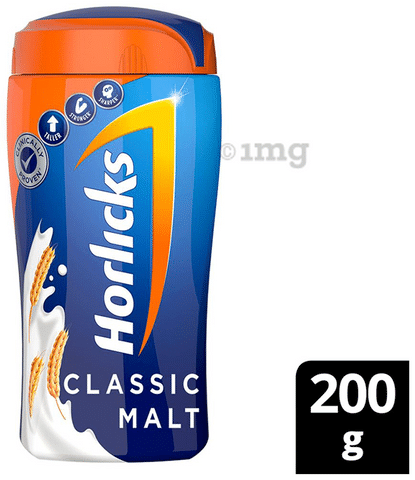 TALLER
STRONGER
SHARPER
CLINICALLY
PROVEN
Horlicks
CLASSIC
MALT
1mg
200
g